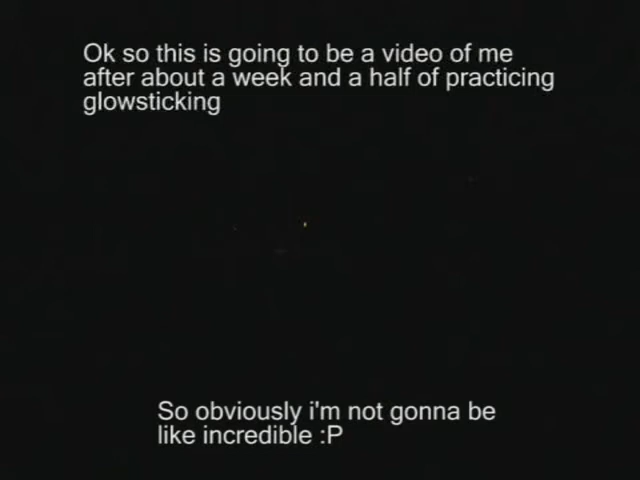 Ok so this is going to be a video of me
after about a week and a half of practicing
glowsticking
So obviously i'm not gonna be
like incredible :P